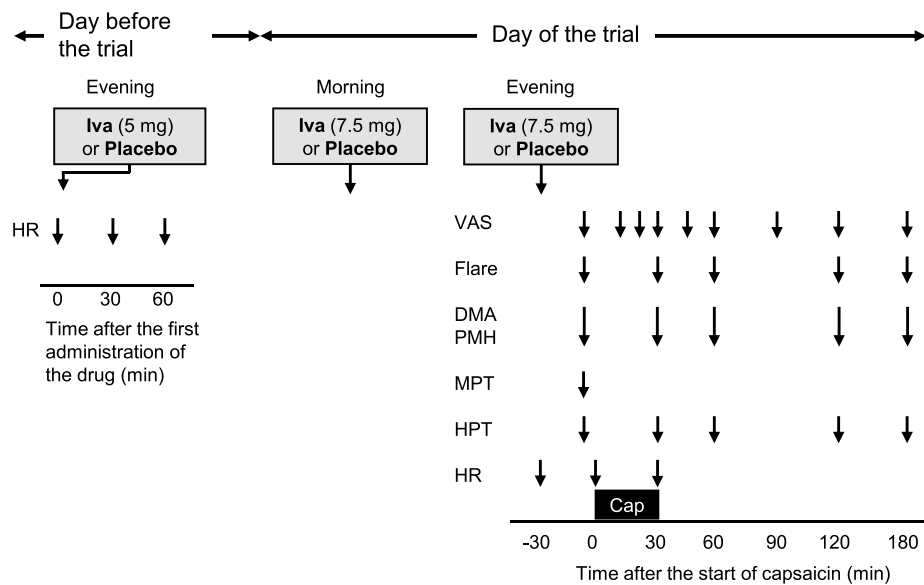 Day before
the trial
Day of the trial
Evening
Morning
Evening
Iva (5 mg)
or Placebo
Iva (7.5 mg)
or Placebo
Iva (7.5 mg)
or Placebo
HR
0 30 60
Time after the first
administration of
the drug (min)
VAS
Flare
DMA
PMH
MPT
HPT
HR
Cap
-30 0 30 60 90 120 180
Time after the start of capsaicin (min)